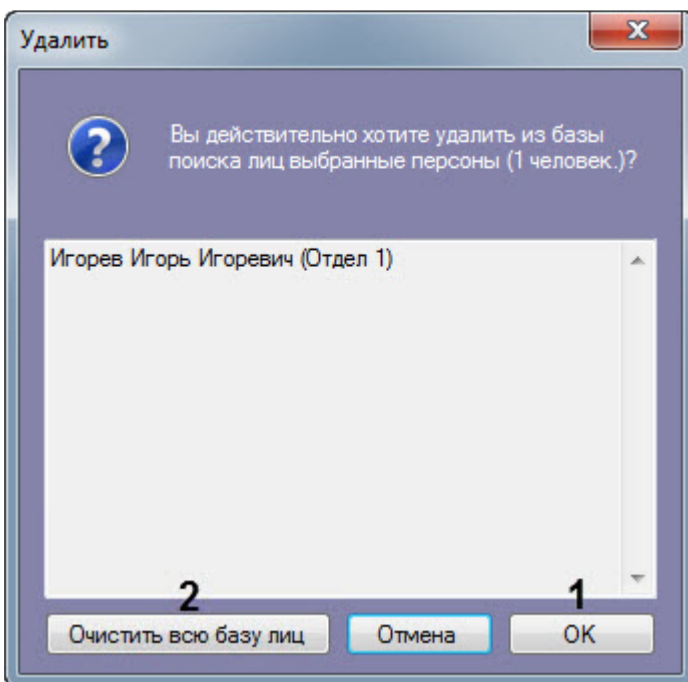 Удалить
Вы действительно хотите удалить из базы
поиска лиц выбранные персоны (1 человек.)?
Игорев Игорь Игоревич (Отдел 1)
2
1
Очистить всю базу лиц
Отмена
OK